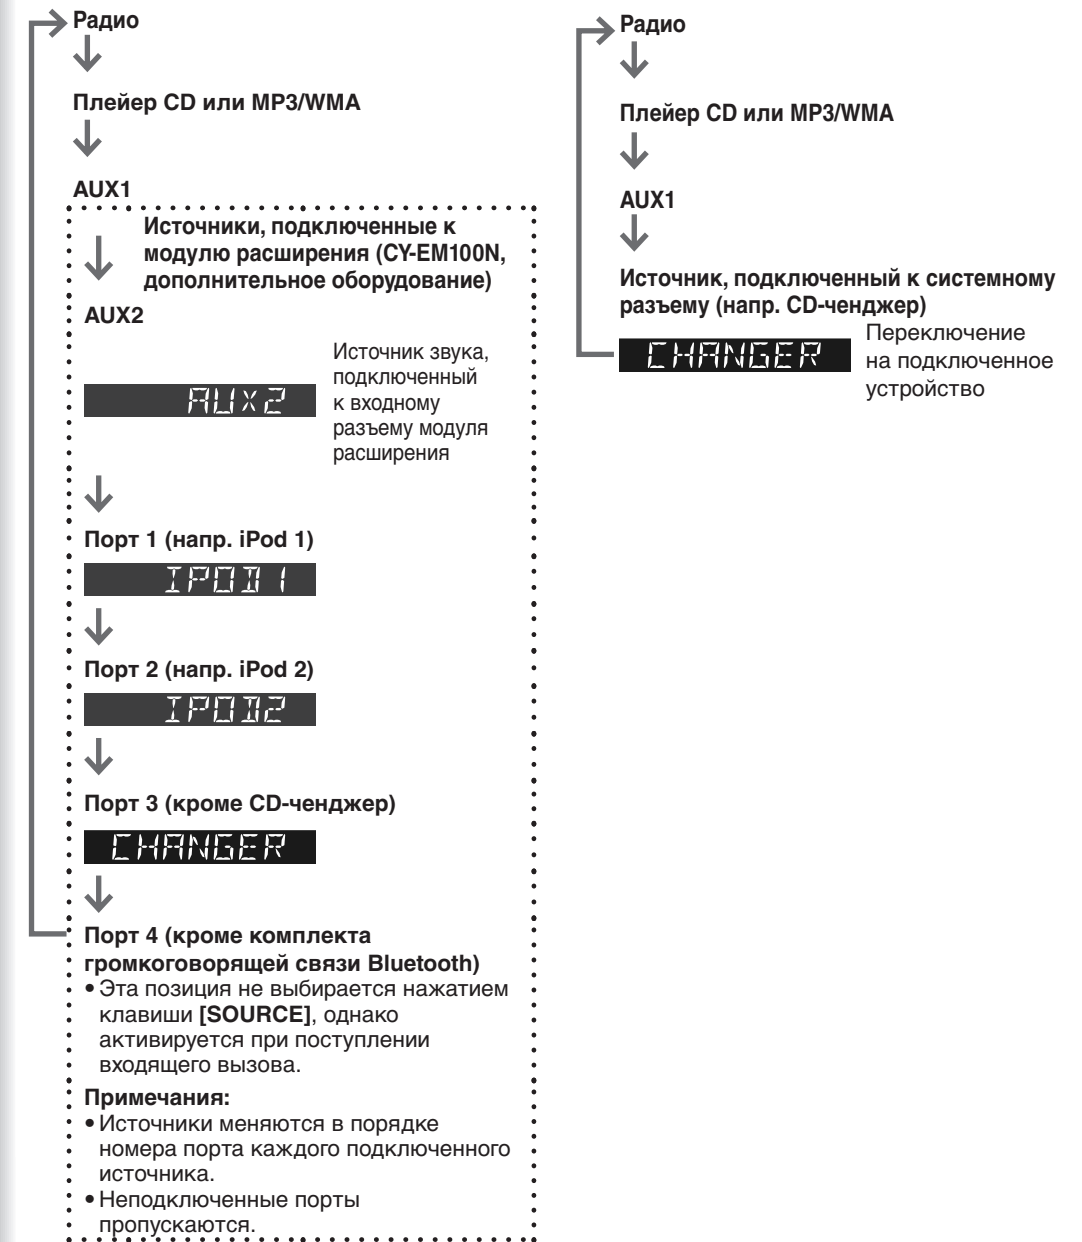 Радио
Плейер CD или MP3/WMA
AUX1
Источники, подключенные к
модулю расширения (CY-EM100N,
дополнительное оборудование)
AUX2
AUX2
Источник звука,
подключенный
к входному
разъему модуля
расширения
Порт 1 (напр. iPod 1)
IPOD1
Порт 2 (напр. iPod 2)
IPOD2
Порт 3 (кроме CD-ченджер)
CHANGER
Порт 4 (кроме комплекта
громкоговорящей связи Bluetooth)
• Эта позиция не выбирается нажатием
клавиши [SOURCE], однако
активируется при поступлении
входящего вызова.
Примечания:
• Источники меняются в порядке
номера порта каждого подключенного
источника.
• Неподключенные порты
пропускаются.
Радио
Плейер CD или MP3/WMA
AUX1
Источник, подключенный к системному
разъему (напр. CD-ченджер)
CHANGER
Переключение
на подключенное
устройство